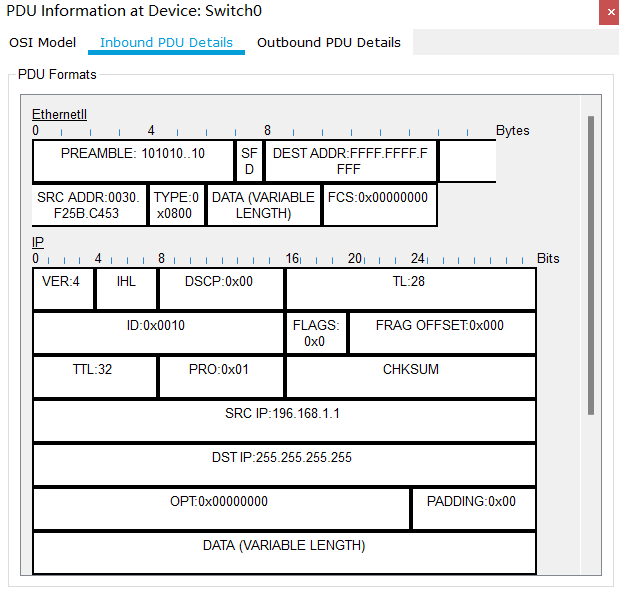 PDU Information at Device: Switch0
OSI Model Inbound PDU Details Outbound PDU Details
PDU Formats
EthernetII
0 4 8 Bytes
PREAMBLE: 101010..10 SF DEST ADDR:FFFF.FFFF.F
D FFF
SRC ADDR:0030. TYPE:0 DATA (VARIABLE FCS:0x00000000
F25B.C453 x0800 LENGTH)
IP
0 4 8 16 20 24 Bits
VER:4 IHL DSCP:0x00 TL:28
ID:0x0010 FLAGS: FRAG OFFSET:0x000
0x0
TTL:32 PRO:0x01 CHKSUM
SRC IP:196.168.1.1
DST IP:255.255.255.255
OPT:0x00000000 PADDING:0x00
DATA (VARIABLE LENGTH)